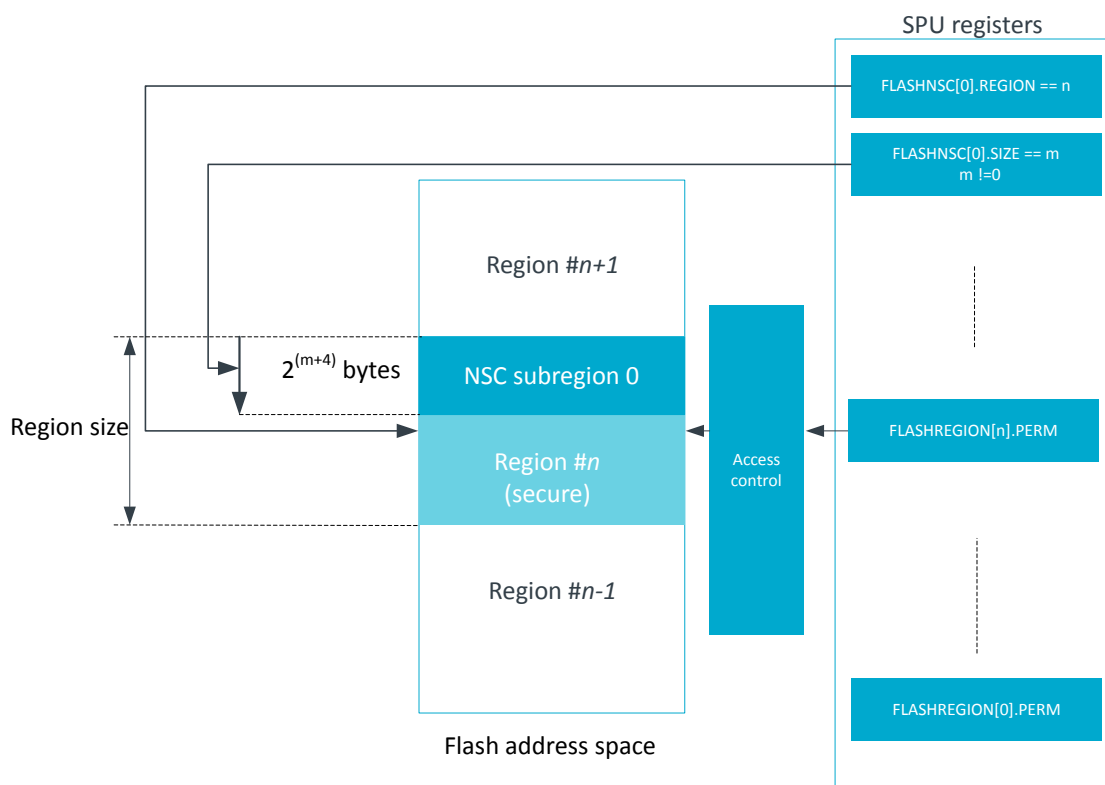 SPU registers
FLASHNSC[0].REGION == n
FLASHNSC[0].SIZE == m
m !=0
Region #n+1
2^(m+4) bytes
NSC subregion 0
Region size
FLASHREGION[n].PERM
Region #n
(secure)
Access
control
Region #n-1
FLASHREGION[0].PERM
Flash address space